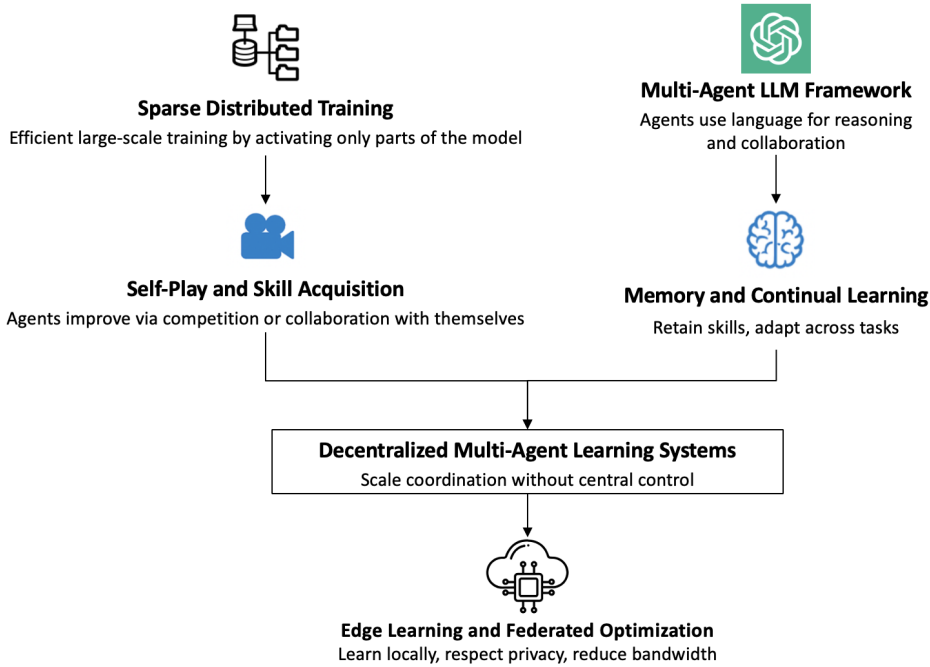 Sparse Distributed Training
Efficient large-scale training by activating only parts of the model
Multi-Agent LLM Framework
Agents use language for reasoning
and collaboration
Self-Play and Skill Acquisition
Agents improve via competition or collaboration with themselves
Memory and Continual Learning
Retain skills, adapt across tasks
Decentralized Multi-Agent Learning Systems
Scale coordination without central control
Edge Learning and Federated Optimization
Learn locally, respect privacy, reduce bandwidth